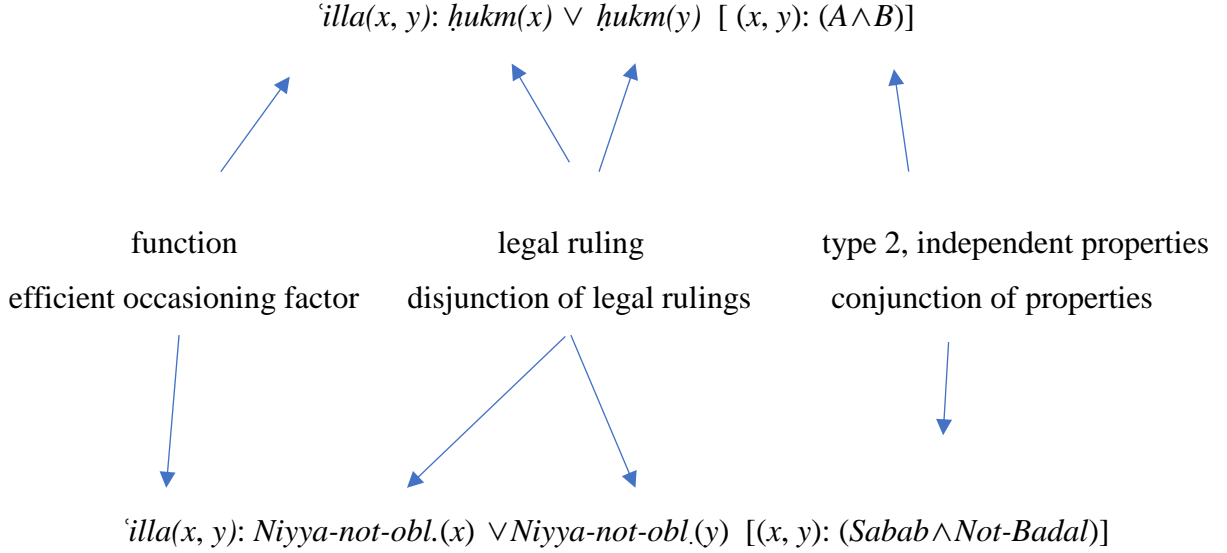 ʿilla(x, y): ḥukm(x) ∨ ḥukm(y) [ (x, y): (A∧B)]
function legal ruling type 2, independent properties
efficient occasioning factor disjunction of legal rulings conjunction of properties
ʿilla(x, y): Niyya-not-obl.(x) ∨Niyya-not-obl.(y) [(x, y): (Sabab∧Not-Badal)]